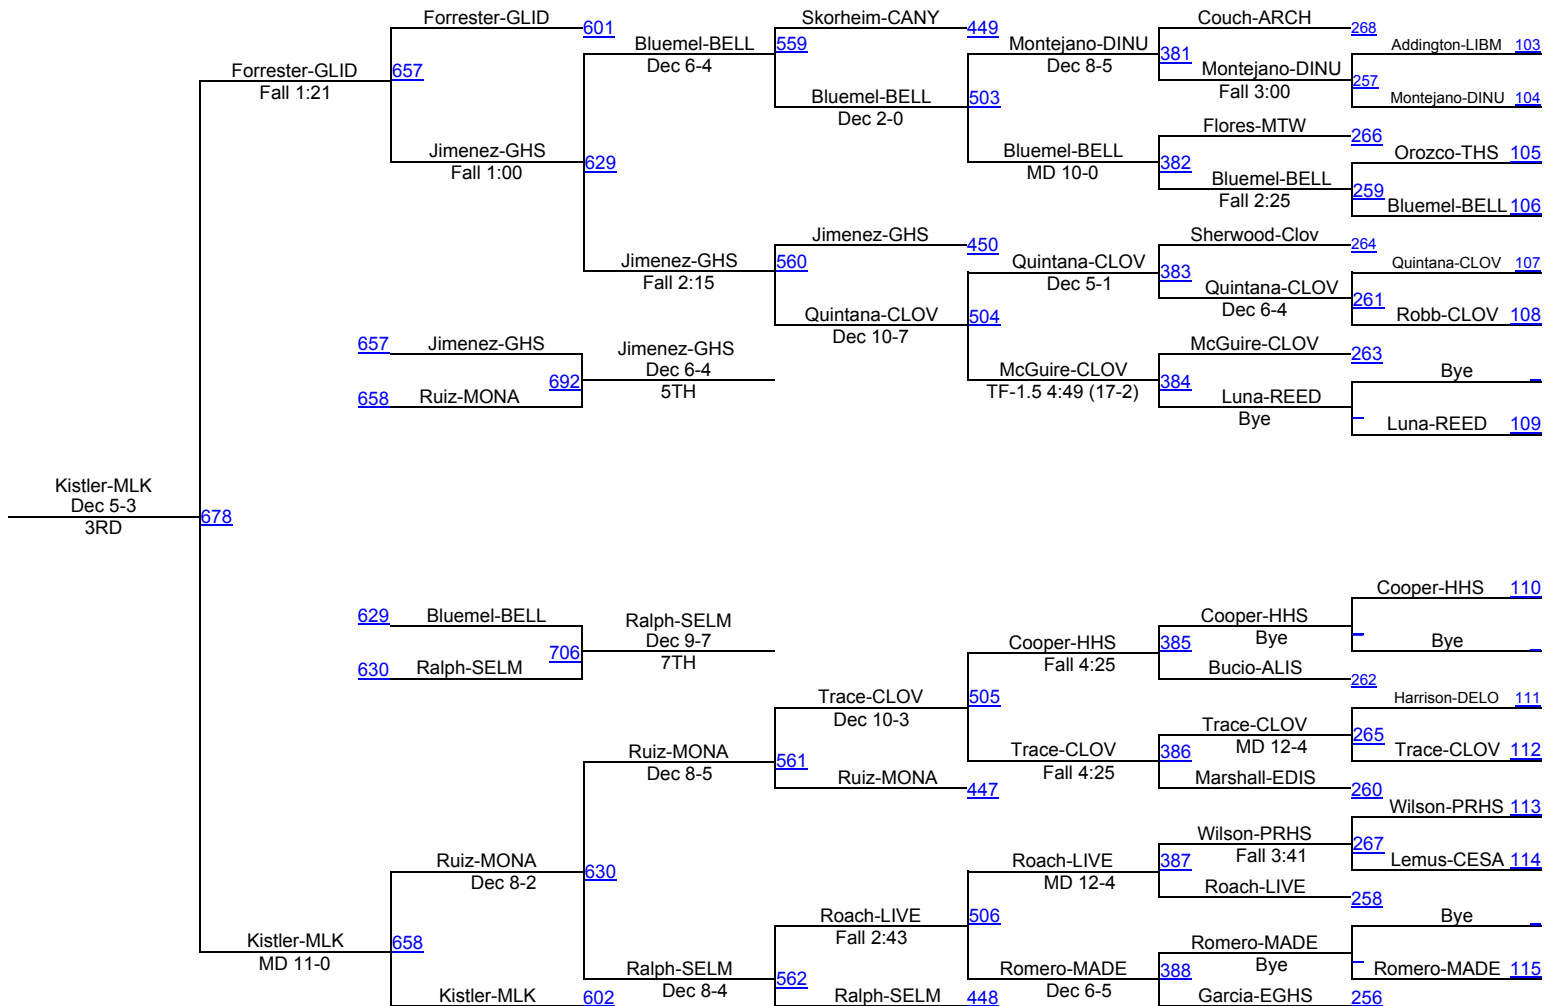 Forrester-GLID
601
Skorheim-CANY
449
Couch-ARCH
268
Bluemel-BELL
Dec 6-4
559
Montejano-DINU
Dec 8-5
381
Addington-LIBM 103
Forrester-GLID
Fall 1:21
657
Montejano-DINU
Fall 3:00
257
Bluemel-BELL
Dec 2-0
503
Montejano-DINU 104
Flores-MTW
266
Jimenez-GHS
Fall 1:00
629
Bluemel-BELL
MD 10-0
382
Orozco-THS 105
Bluemel-BELL
Fall 2:25
259
Bluemel-BELL 106
Jimenez-GHS
450
Sherwood-Clov
264
Jimenez-GHS
Fall 2:15
560
Quintana-CLOV
Dec 5-1
383
Quintana-CLOV 107
Quintana-CLOV
Dec 6-4
261
Quintana-CLOV
Dec 10-7
504
Robb-CLOV 108
657 Jimenez-GHS
Jimenez-GHS
Dec 6-4
5TH
692
McGuire-CLOV
263
McGuire-CLOV
TF-1.5 4:49 (17-2)
384
Bye
658 Ruiz-MONA
Luna-REED
Bye
Luna-REED 109
Kistler-MLK
Dec 5-3
3RD
678
Cooper-HHS 110
629 Bluemel-BELL
Ralph-SELM
Dec 9-7
7TH
706
Cooper-HHS
Bye
Cooper-HHS
Fall 4:25
385
Bye
630 Ralph-SELM
Bucio-ALIS
262
Trace-CLOV
Dec 10-3
505
Harrison-DELO 111
Trace-CLOV
MD 12-4
265
Ruiz-MONA
Dec 8-5
561
Trace-CLOV
Fall 4:25
386
Trace-CLOV 112
Ruiz-MONA
447
Marshall-EDIS
260
Wilson-PRHS 113
Wilson-PRHS
Fall 3:41
267
Ruiz-MONA
Dec 8-2
630
Roach-LIVE
MD 12-4
387
Lemus-CESA 114
Roach-LIVE
258
Roach-LIVE
Fall 2:43
506
Bye
Kistler-MLK
MD 11-0
658
Romero-MADE
Bye
Ralph-SELM
Dec 8-4
562
Romero-MADE
Dec 6-5
388
Romero-MADE 115
Kistler-MLK
602
Ralph-SELM
448
Garcia-EGHS
256